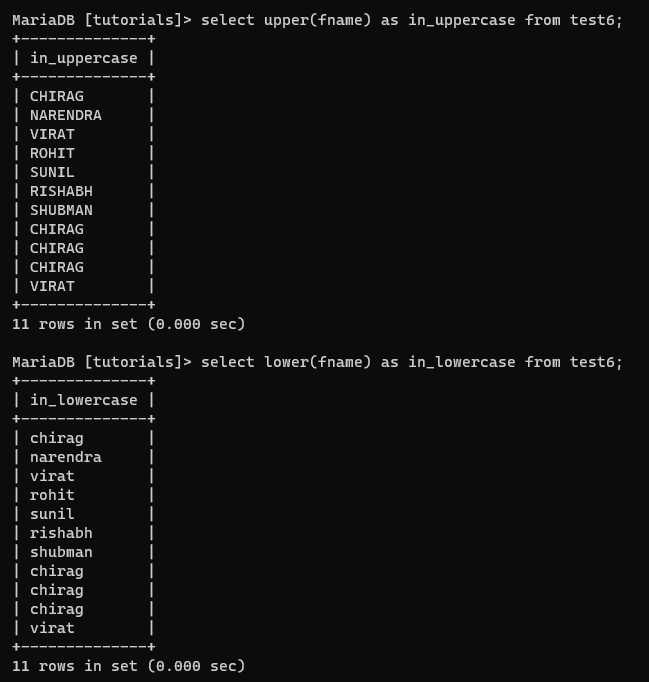 MariaDB [tutorials]> select upper(fname) as in_uppercase from test6;
+--------------+
| in_uppercase |
+--------------+
| CHIRAG       |
| NARENDRA     |
| VIRAT        |
| ROHIT        |
| SUNIL        |
| RISHABH      |
| SHUBMAN      |
| CHIRAG       |
| CHIRAG       |
| CHIRAG       |
| VIRAT        |
+--------------+
11 rows in set (0.000 sec)

MariaDB [tutorials]> select lower(fname) as in_lowercase from test6;
+--------------+
| in_lowercase |
+--------------+
| chirag       |
| narendra     |
| virat        |
| rohit        |
| sunil        |
| rishabh      |
| shubman      |
| chirag       |
| chirag       |
| chirag       |
| virat        |
+--------------+
11 rows in set (0.000 sec)